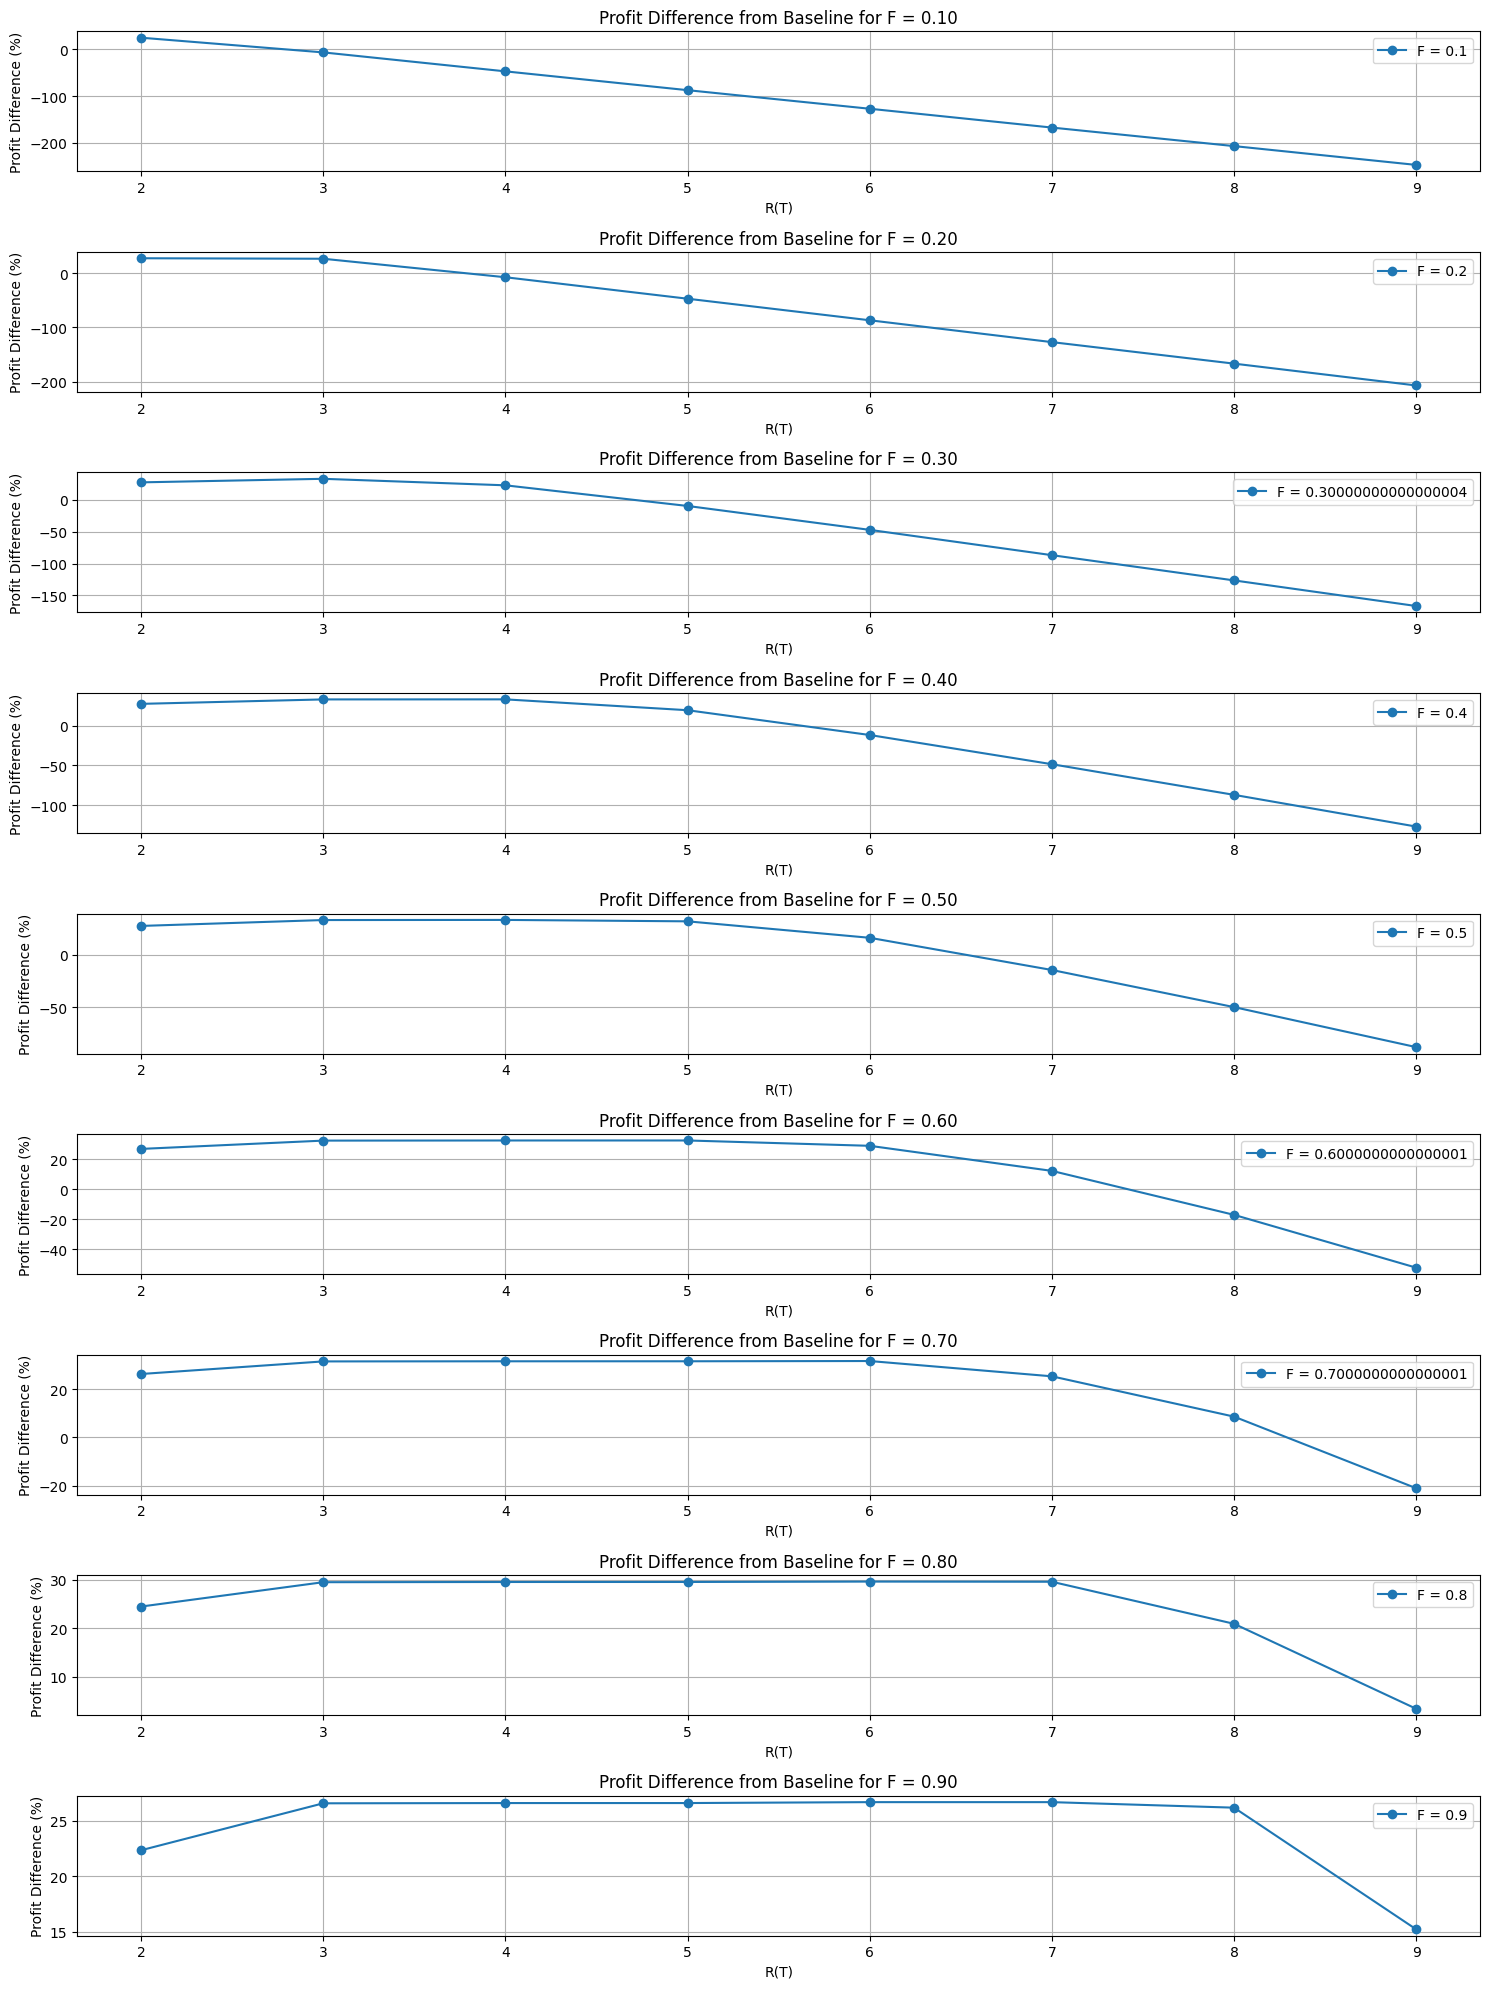 Profit Difference from Baseline for F = 0.10
Profit Difference (%)
0
−100
−200
F = 0.1
2 3 4 5 6 7 8 9
R(T)
Profit Difference from Baseline for F = 0.20
Profit Difference (%)
0
−100
−200
F = 0.2
2 3 4 5 6 7 8 9
R(T)
Profit Difference from Baseline for F = 0.30
Profit Difference (%)
0
−50
−100
−150
F = 0.30000000000000004
2 3 4 5 6 7 8 9
R(T)
Profit Difference from Baseline for F = 0.40
Profit Difference (%)
0
−50
−100
F = 0.4
2 3 4 5 6 7 8 9
R(T)
Profit Difference from Baseline for F = 0.50
Profit Difference (%)
0
−50
F = 0.5
2 3 4 5 6 7 8 9
R(T)
Profit Difference from Baseline for F = 0.60
Profit Difference (%)
20
0
−20
−40
F = 0.6000000000000001
2 3 4 5 6 7 8 9
R(T)
Profit Difference from Baseline for F = 0.70
Profit Difference (%)
20
0
−20
F = 0.7000000000000001
2 3 4 5 6 7 8 9
R(T)
Profit Difference from Baseline for F = 0.80
Profit Difference (%)
30
20
10
F = 0.8
2 3 4 5 6 7 8 9
R(T)
Profit Difference from Baseline for F = 0.90
Profit Difference (%)
25
20
15
F = 0.9
2 3 4 5 6 7 8 9
R(T)